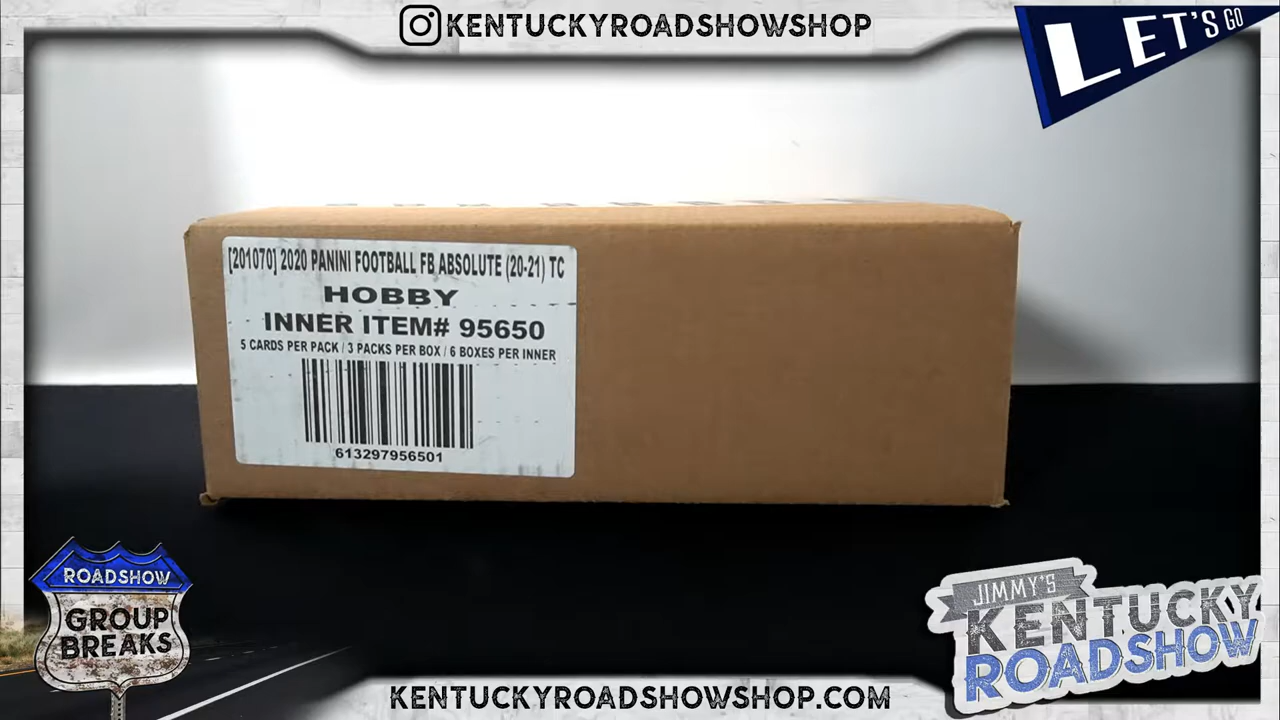 KENTUCKYROADSHOWSHOP
LET'S GO
[201070] 2020 PANINI FOOTBALL FB ABSOLUTE (20-21) TC
HOBBY
INNER ITEM# 95650
5 CARDS PER PACK / 3 PACKS PER BOX / 6 BOXES PER INNER
613297956501
ROADSHOW
GROUP
BREAKS
JIMMY'S
KENTUCKY
ROADSHOW
KENTUCKYROADSHOWSHOP.COM